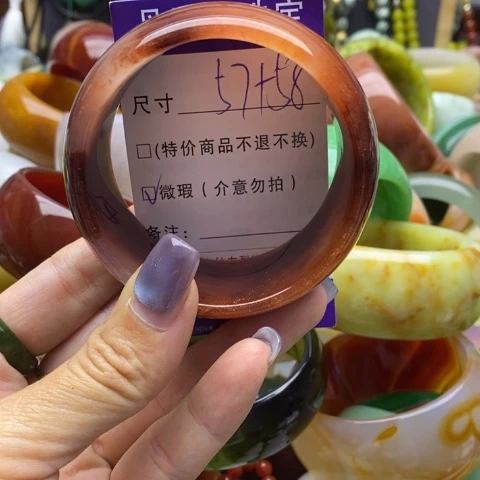 尺寸 57+58
□(特价商品不退不换)
☑微瑕(介意勿拍)
备注: